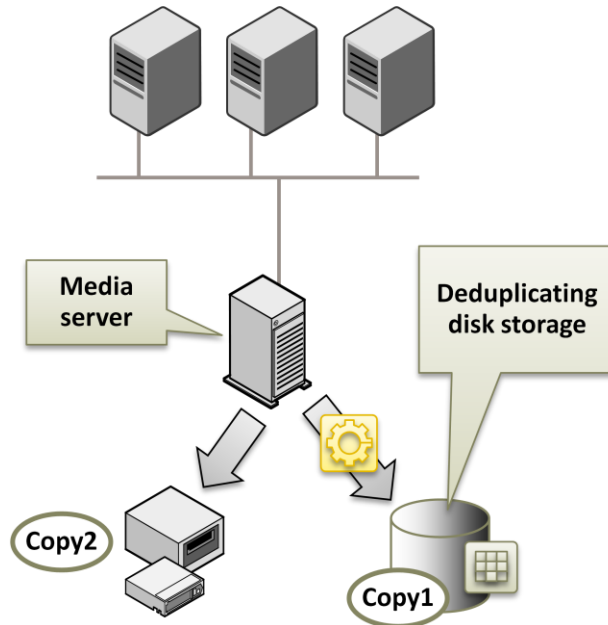 Media
server
Deduplicating
disk storage
Copy2
Copy1